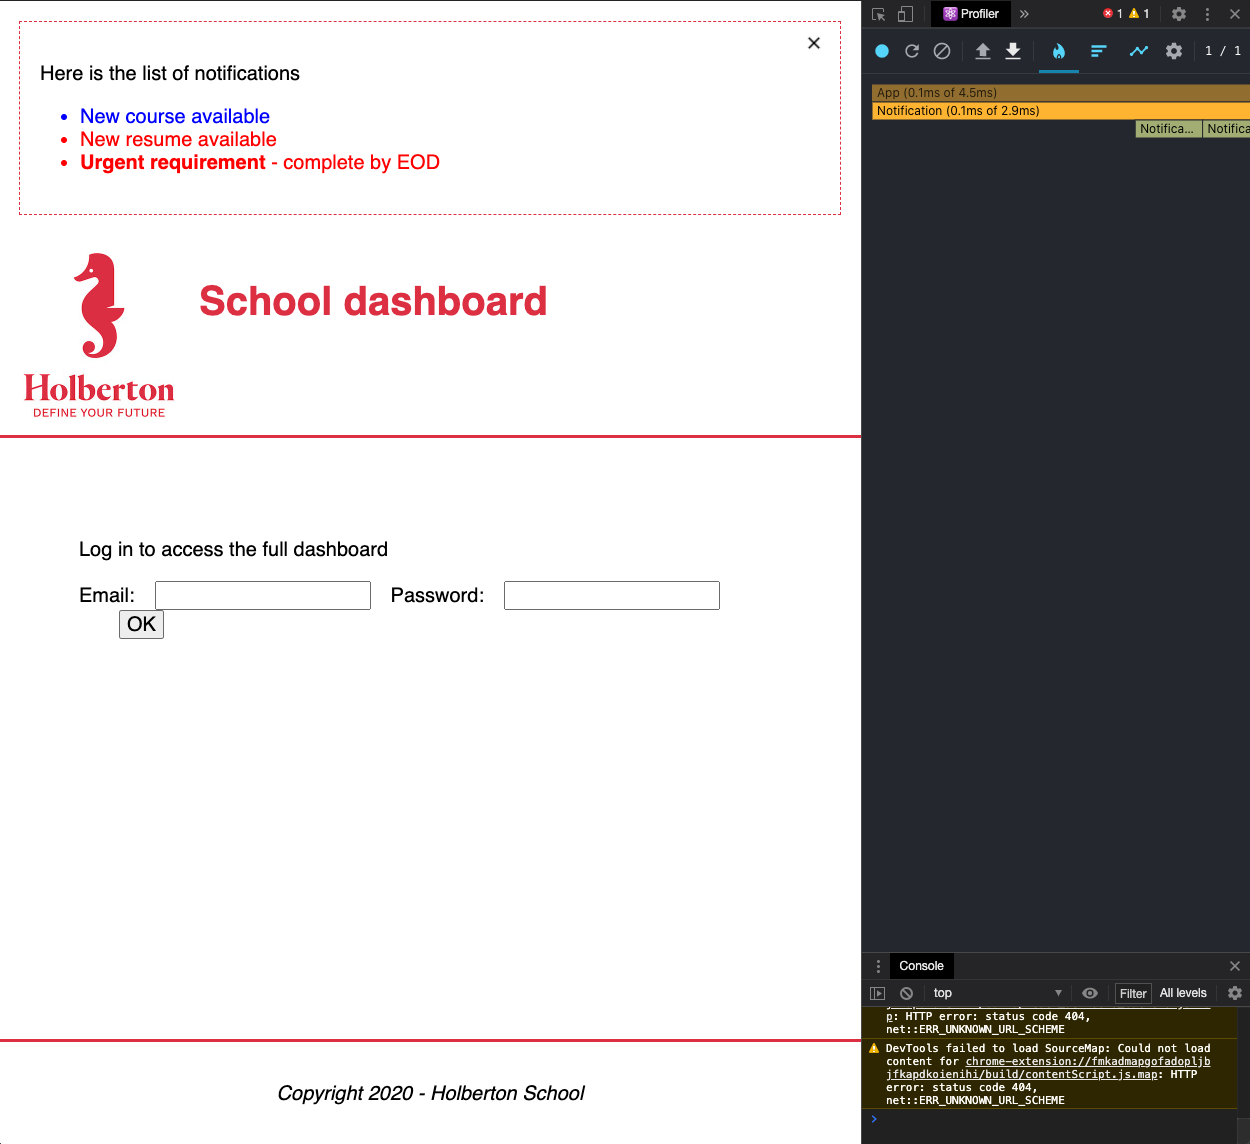 Here is the list of notifications
New course available
New resume available
Urgent requirement - complete by EOD
School dashboard
Holberton
DEFINE YOUR FUTURE
Log in to access the full dashboard
Email: Password:
OK
Copyright 2020 - Holberton School
Profiler » 1 1
1 / 1
App (0.1ms of 4.5ms)
Notification (0.1ms of 2.9ms)
Notifica... Notifica
Console
top Filter All levels
p: HTTP error: status code 404,
net::ERR_UNKNOWN_URL_SCHEME
DevTools failed to load SourceMap: Could not load
content for chrome-extension://fmkadmapgofadopljb
jfkapdkoienihi/build/contentScript.js.map: HTTP
error: status code 404,
net::ERR_UNKNOWN_URL_SCHEME